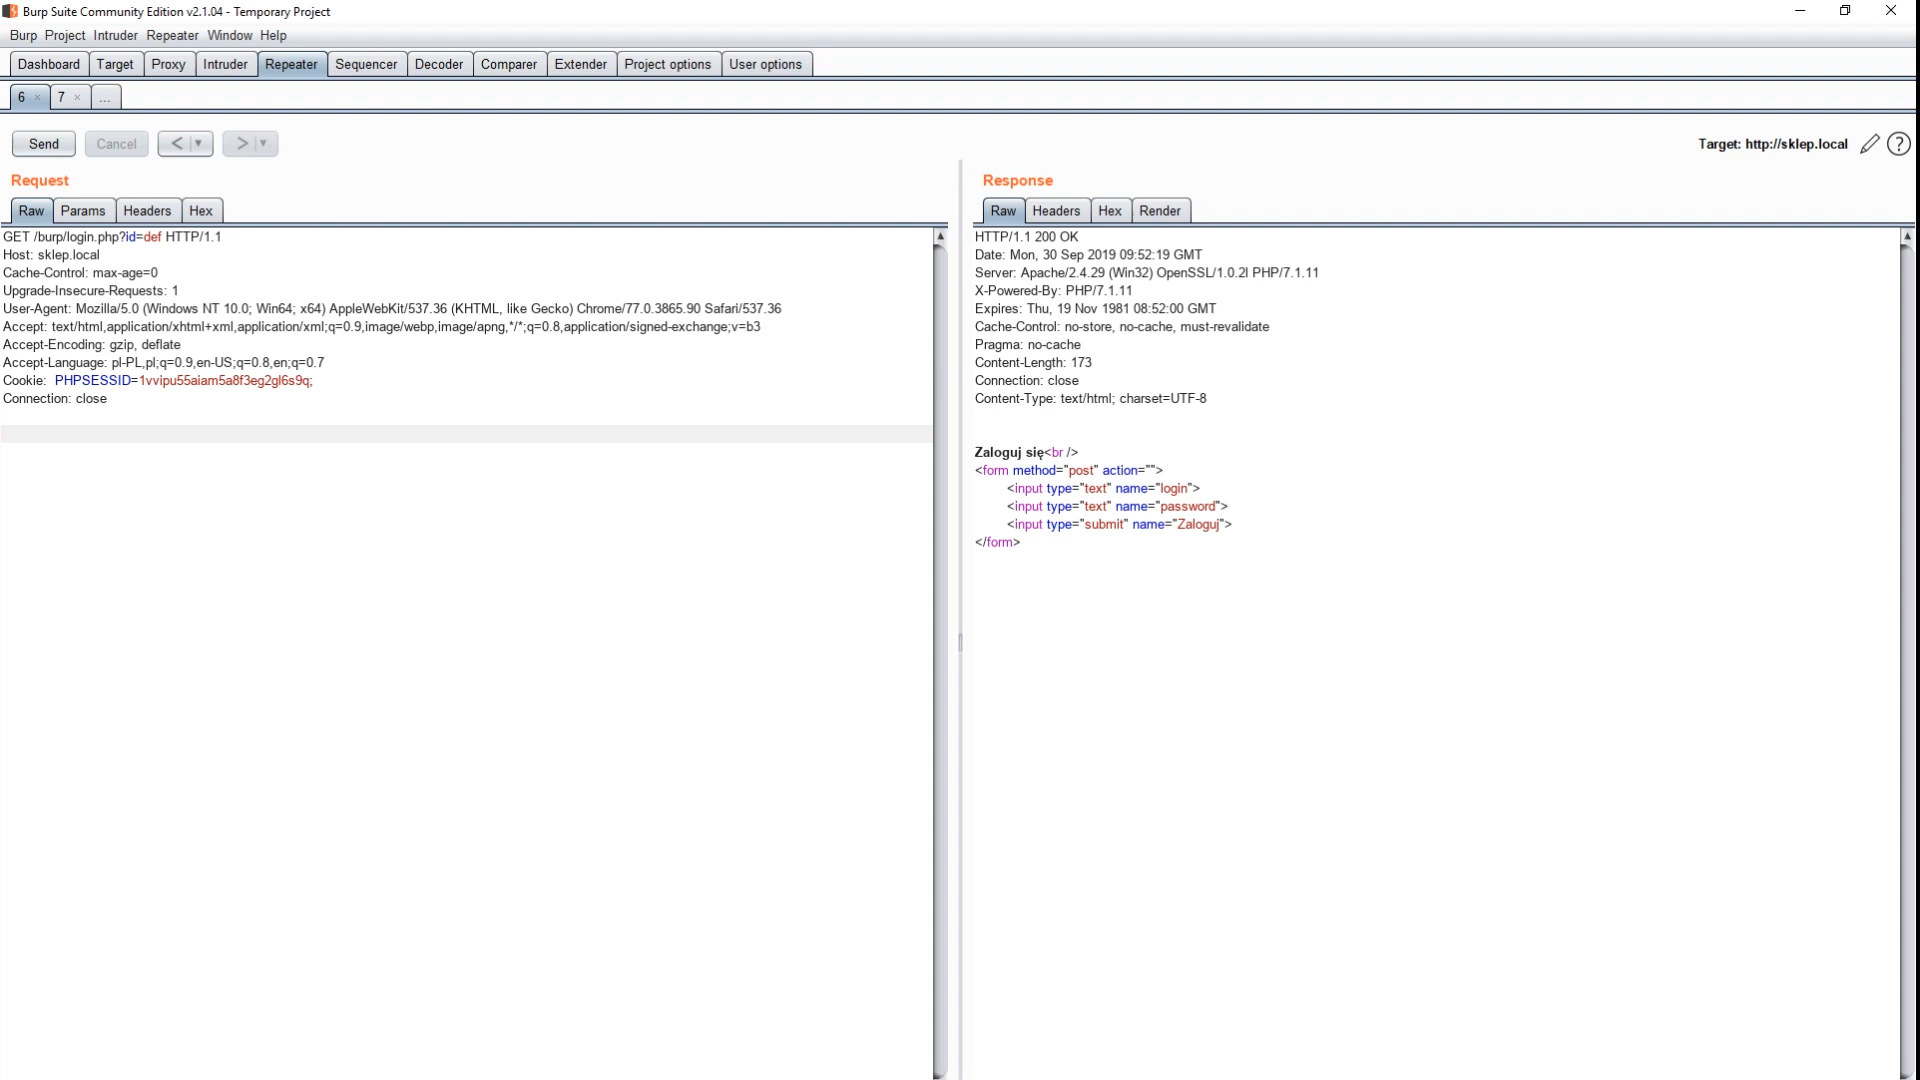 Burp Suite Community Edition v2.1.04 - Temporary Project
Burp Project Intruder Repeater Window Help
Dashboard Target Proxy Intruder Repeater Sequencer Decoder Comparer Extender Project options User options
6 × 7 × ...
Send Cancel < ▼ > ▼ Target: http://sklep.local ?
Request
Raw Params Headers Hex
GET /burp/login.php?id=def HTTP/1.1
Host: sklep.local
Cache-Control: max-age=0
Upgrade-Insecure-Requests: 1
User-Agent: Mozilla/5.0 (Windows NT 10.0; Win64; x64) AppleWebKit/537.36 (KHTML, like Gecko) Chrome/77.0.3865.90 Safari/537.36
Accept: text/html,application/xhtml+xml,application/xml;q=0.9,image/webp,image/apng,*/*;q=0.8,application/signed-exchange;v=b3
Accept-Encoding: gzip, deflate
Accept-Language: pl-PL,pl;q=0.9,en-US;q=0.8,en;q=0.7
Cookie: PHPSESSID=1vvipu55aiam5a8f3eg2gl6s9q;
Connection: close
Response
Raw Headers Hex Render
HTTP/1.1 200 OK
Date: Mon, 30 Sep 2019 09:52:19 GMT
Server: Apache/2.4.29 (Win32) OpenSSL/1.0.2l PHP/7.1.11
X-Powered-By: PHP/7.1.11
Expires: Thu, 19 Nov 1981 08:52:00 GMT
Cache-Control: no-store, no-cache, must-revalidate
Pragma: no-cache
Content-Length: 173
Connection: close
Content-Type: text/html; charset=UTF-8
Zaloguj się<br />
<form method="post" action="">
<input type="text" name="login">
<input type="text" name="password">
<input type="submit" name="Zaloguj">
</form>